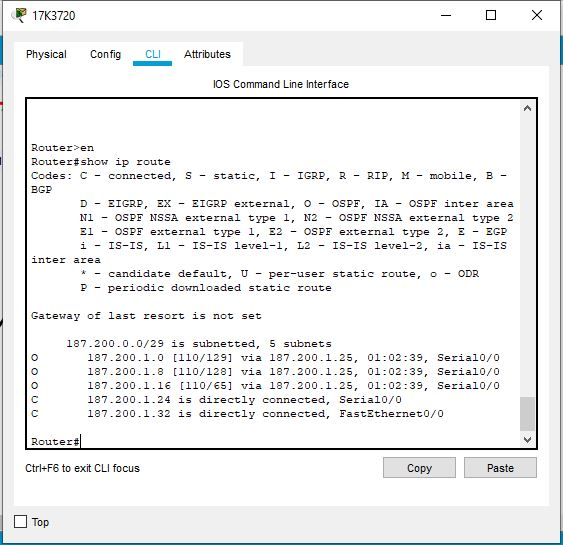 17K3720
Physical Config CLI Attributes
IOS Command Line Interface
Router>en
Router#show ip route
Codes: C - connected, S - static, I - IGRP, R - RIP, M - mobile, B -
BGP
       D - EIGRP, EX - EIGRP external, O - OSPF, IA - OSPF inter area
       N1 - OSPF NSSA external type 1, N2 - OSPF NSSA external type 2
       E1 - OSPF external type 1, E2 - OSPF external type 2, E - EGP
       i - IS-IS, L1 - IS-IS level-1, L2 - IS-IS level-2, ia - IS-IS
inter area
       * - candidate default, U - per-user static route, o - ODR
       P - periodic downloaded static route
Gateway of last resort is not set
     187.200.0.0/29 is subnetted, 5 subnets
O       187.200.1.0 [110/129] via 187.200.1.25, 01:02:39, Serial0/0
O       187.200.1.8 [110/128] via 187.200.1.25, 01:02:39, Serial0/0
O       187.200.1.16 [110/65] via 187.200.1.25, 01:02:39, Serial0/0
C       187.200.1.24 is directly connected, Serial0/0
C       187.200.1.32 is directly connected, FastEthernet0/0
Router#
Ctrl+F6 to exit CLI focus
Copy Paste
Top